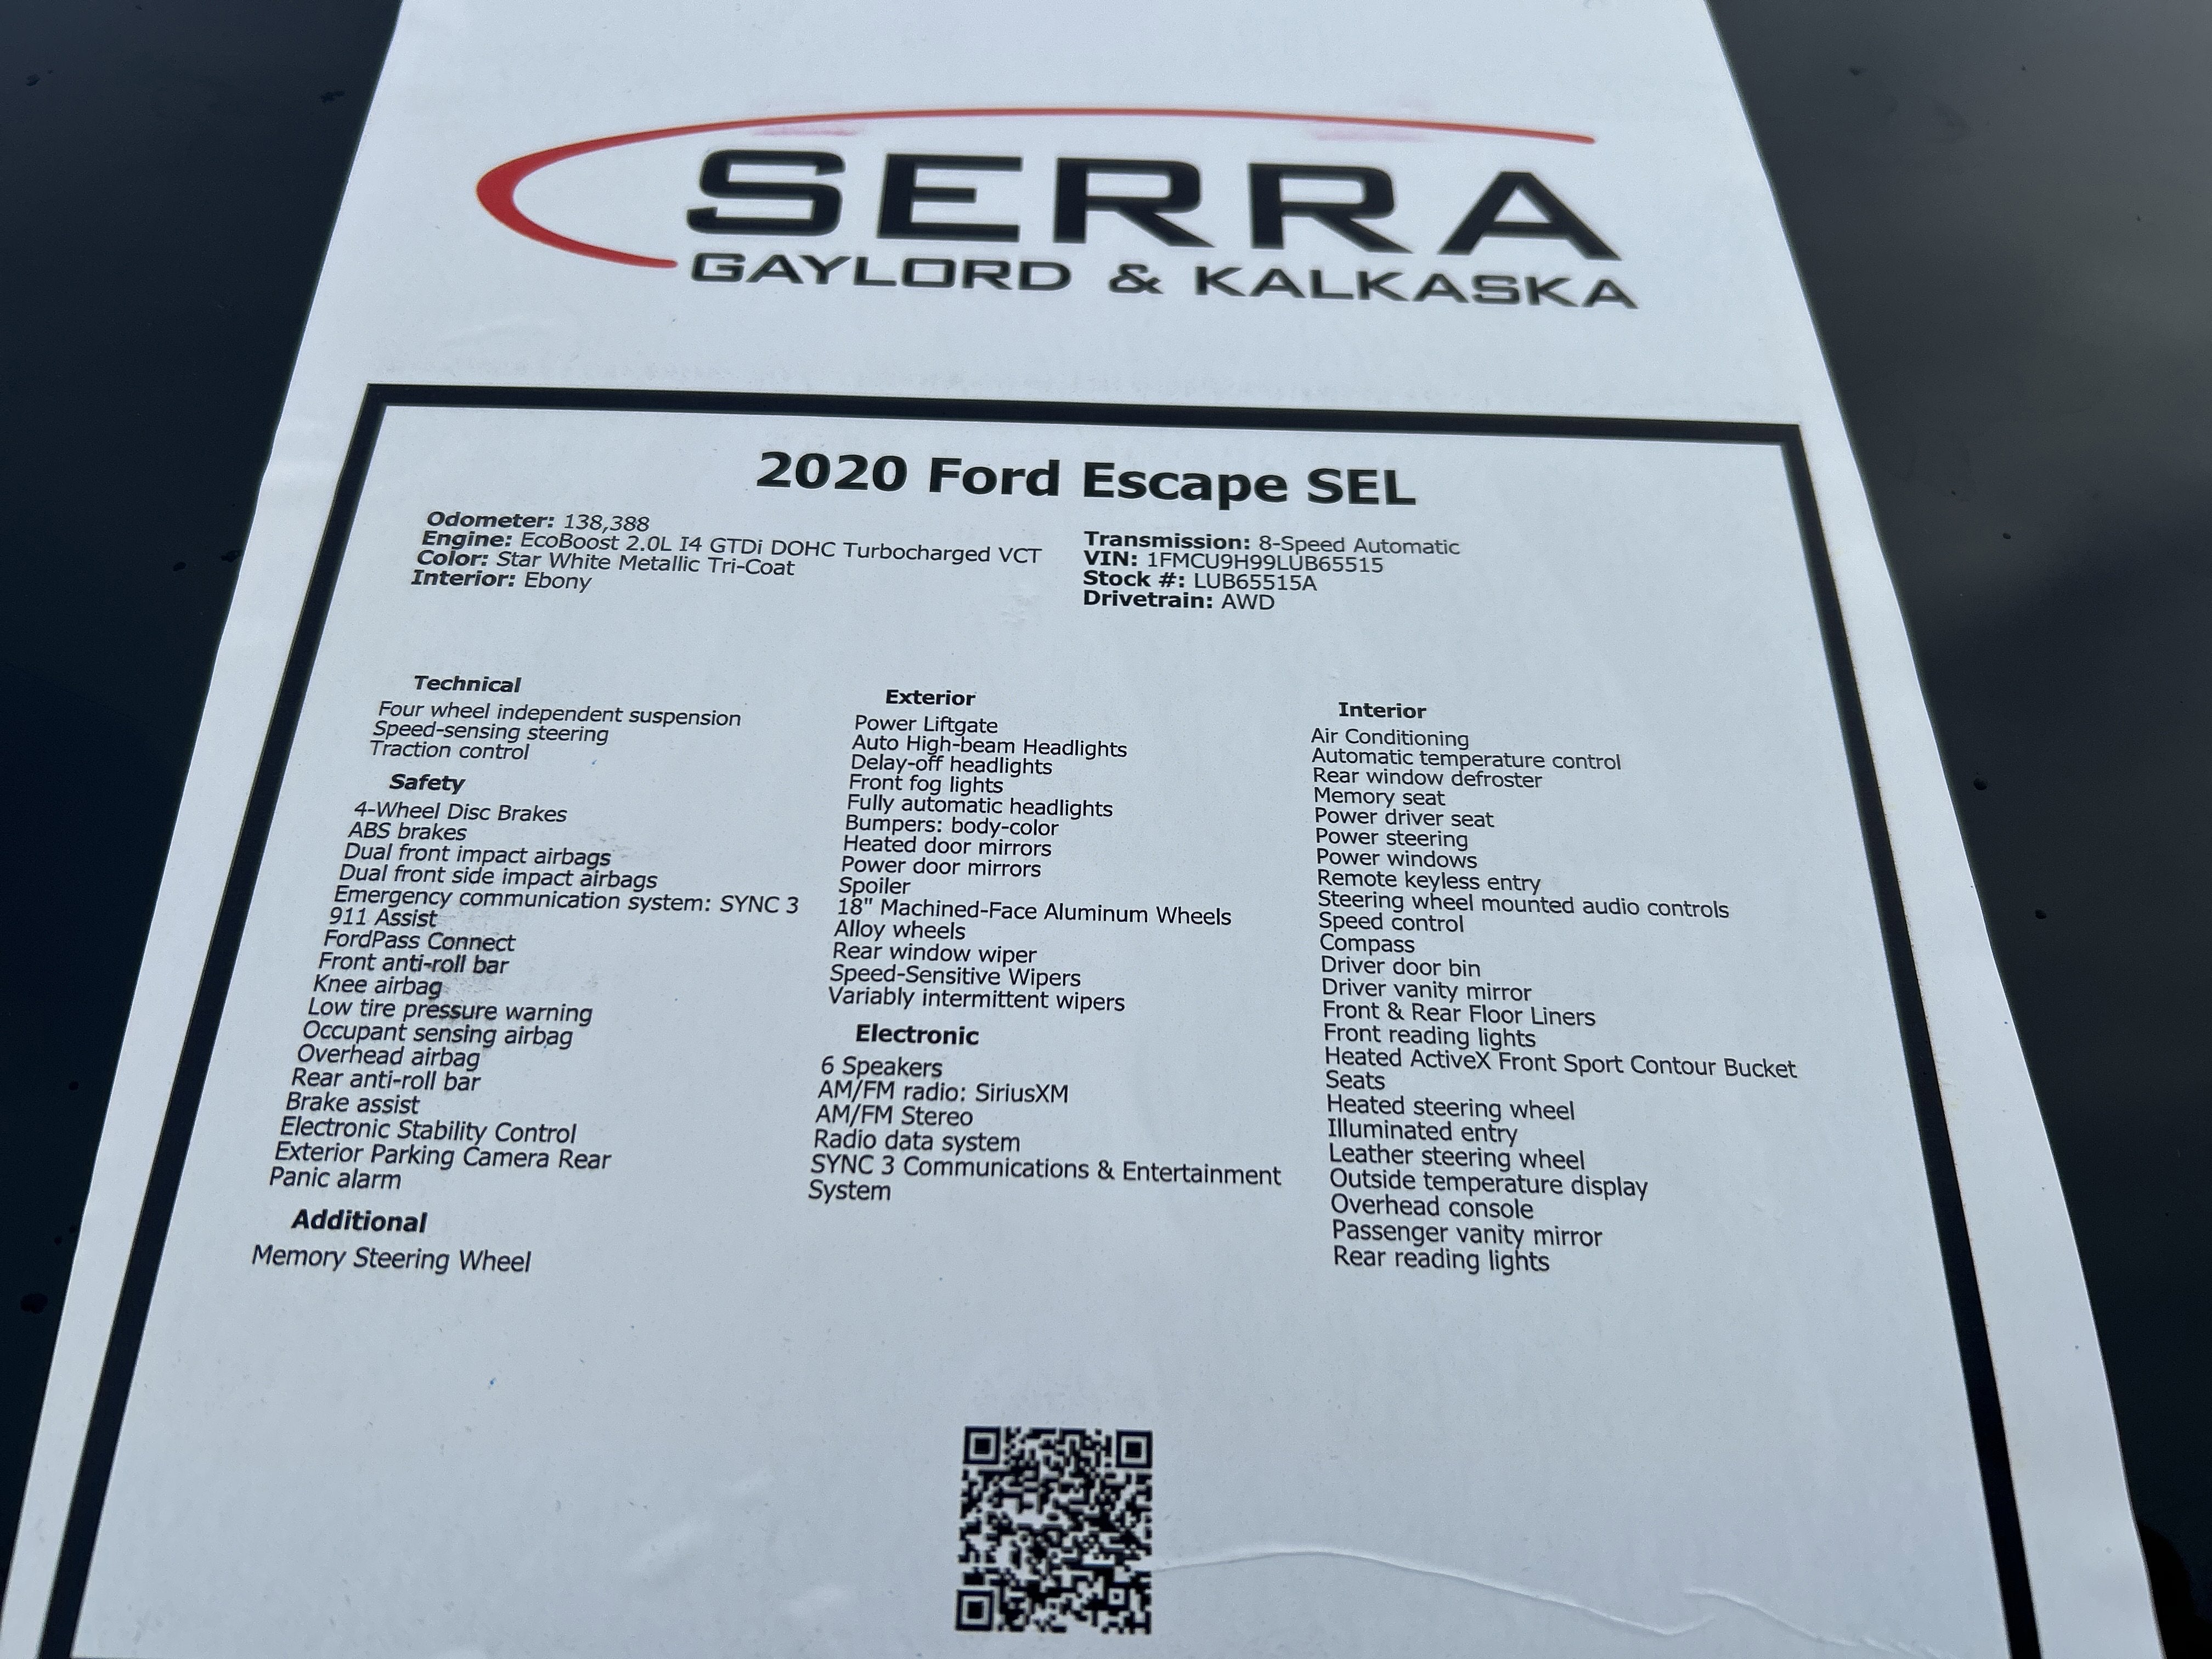 SERRA
GAYLORD & KALKASKA
2020 Ford Escape SEL
Odometer: 138,388
Engine: EcoBoost 2.0L I4 GTDi DOHC Turbocharged VCT
Color: Star White Metallic Tri-Coat
Interior: Ebony
Transmission: 8-Speed Automatic
VIN: 1FMCU9H99LUB65515
Stock #: LUB65515A
Drivetrain: AWD
Technical
Four wheel independent suspension
Speed-sensing steering
Traction control
Safety
4-Wheel Disc Brakes
ABS brakes
Dual front impact airbags
Dual front side impact airbags
Emergency communication system: SYNC 3
911 Assist
FordPass Connect
Front anti-roll bar
Knee airbag
Low tire pressure warning
Occupant sensing airbag
Overhead airbag
Rear anti-roll bar
Brake assist
Electronic Stability Control
Exterior Parking Camera Rear
Panic alarm
Additional
Memory Steering Wheel
Exterior
Power Liftgate
Auto High-beam Headlights
Delay-off headlights
Front fog lights
Fully automatic headlights
Bumpers: body-color
Heated door mirrors
Power door mirrors
Spoiler
18" Machined-Face Aluminum Wheels
Alloy wheels
Rear window wiper
Speed-Sensitive Wipers
Variably intermittent wipers
Electronic
6 Speakers
AM/FM radio: SiriusXM
AM/FM Stereo
Radio data system
SYNC 3 Communications & Entertainment
System
Interior
Air Conditioning
Automatic temperature control
Rear window defroster
Memory seat
Power driver seat
Power steering
Power windows
Remote keyless entry
Steering wheel mounted audio controls
Speed control
Compass
Driver door bin
Driver vanity mirror
Front & Rear Floor Liners
Front reading lights
Heated ActiveX Front Sport Contour Bucket
Seats
Heated steering wheel
Illuminated entry
Leather steering wheel
Outside temperature display
Overhead console
Passenger vanity mirror
Rear reading lights